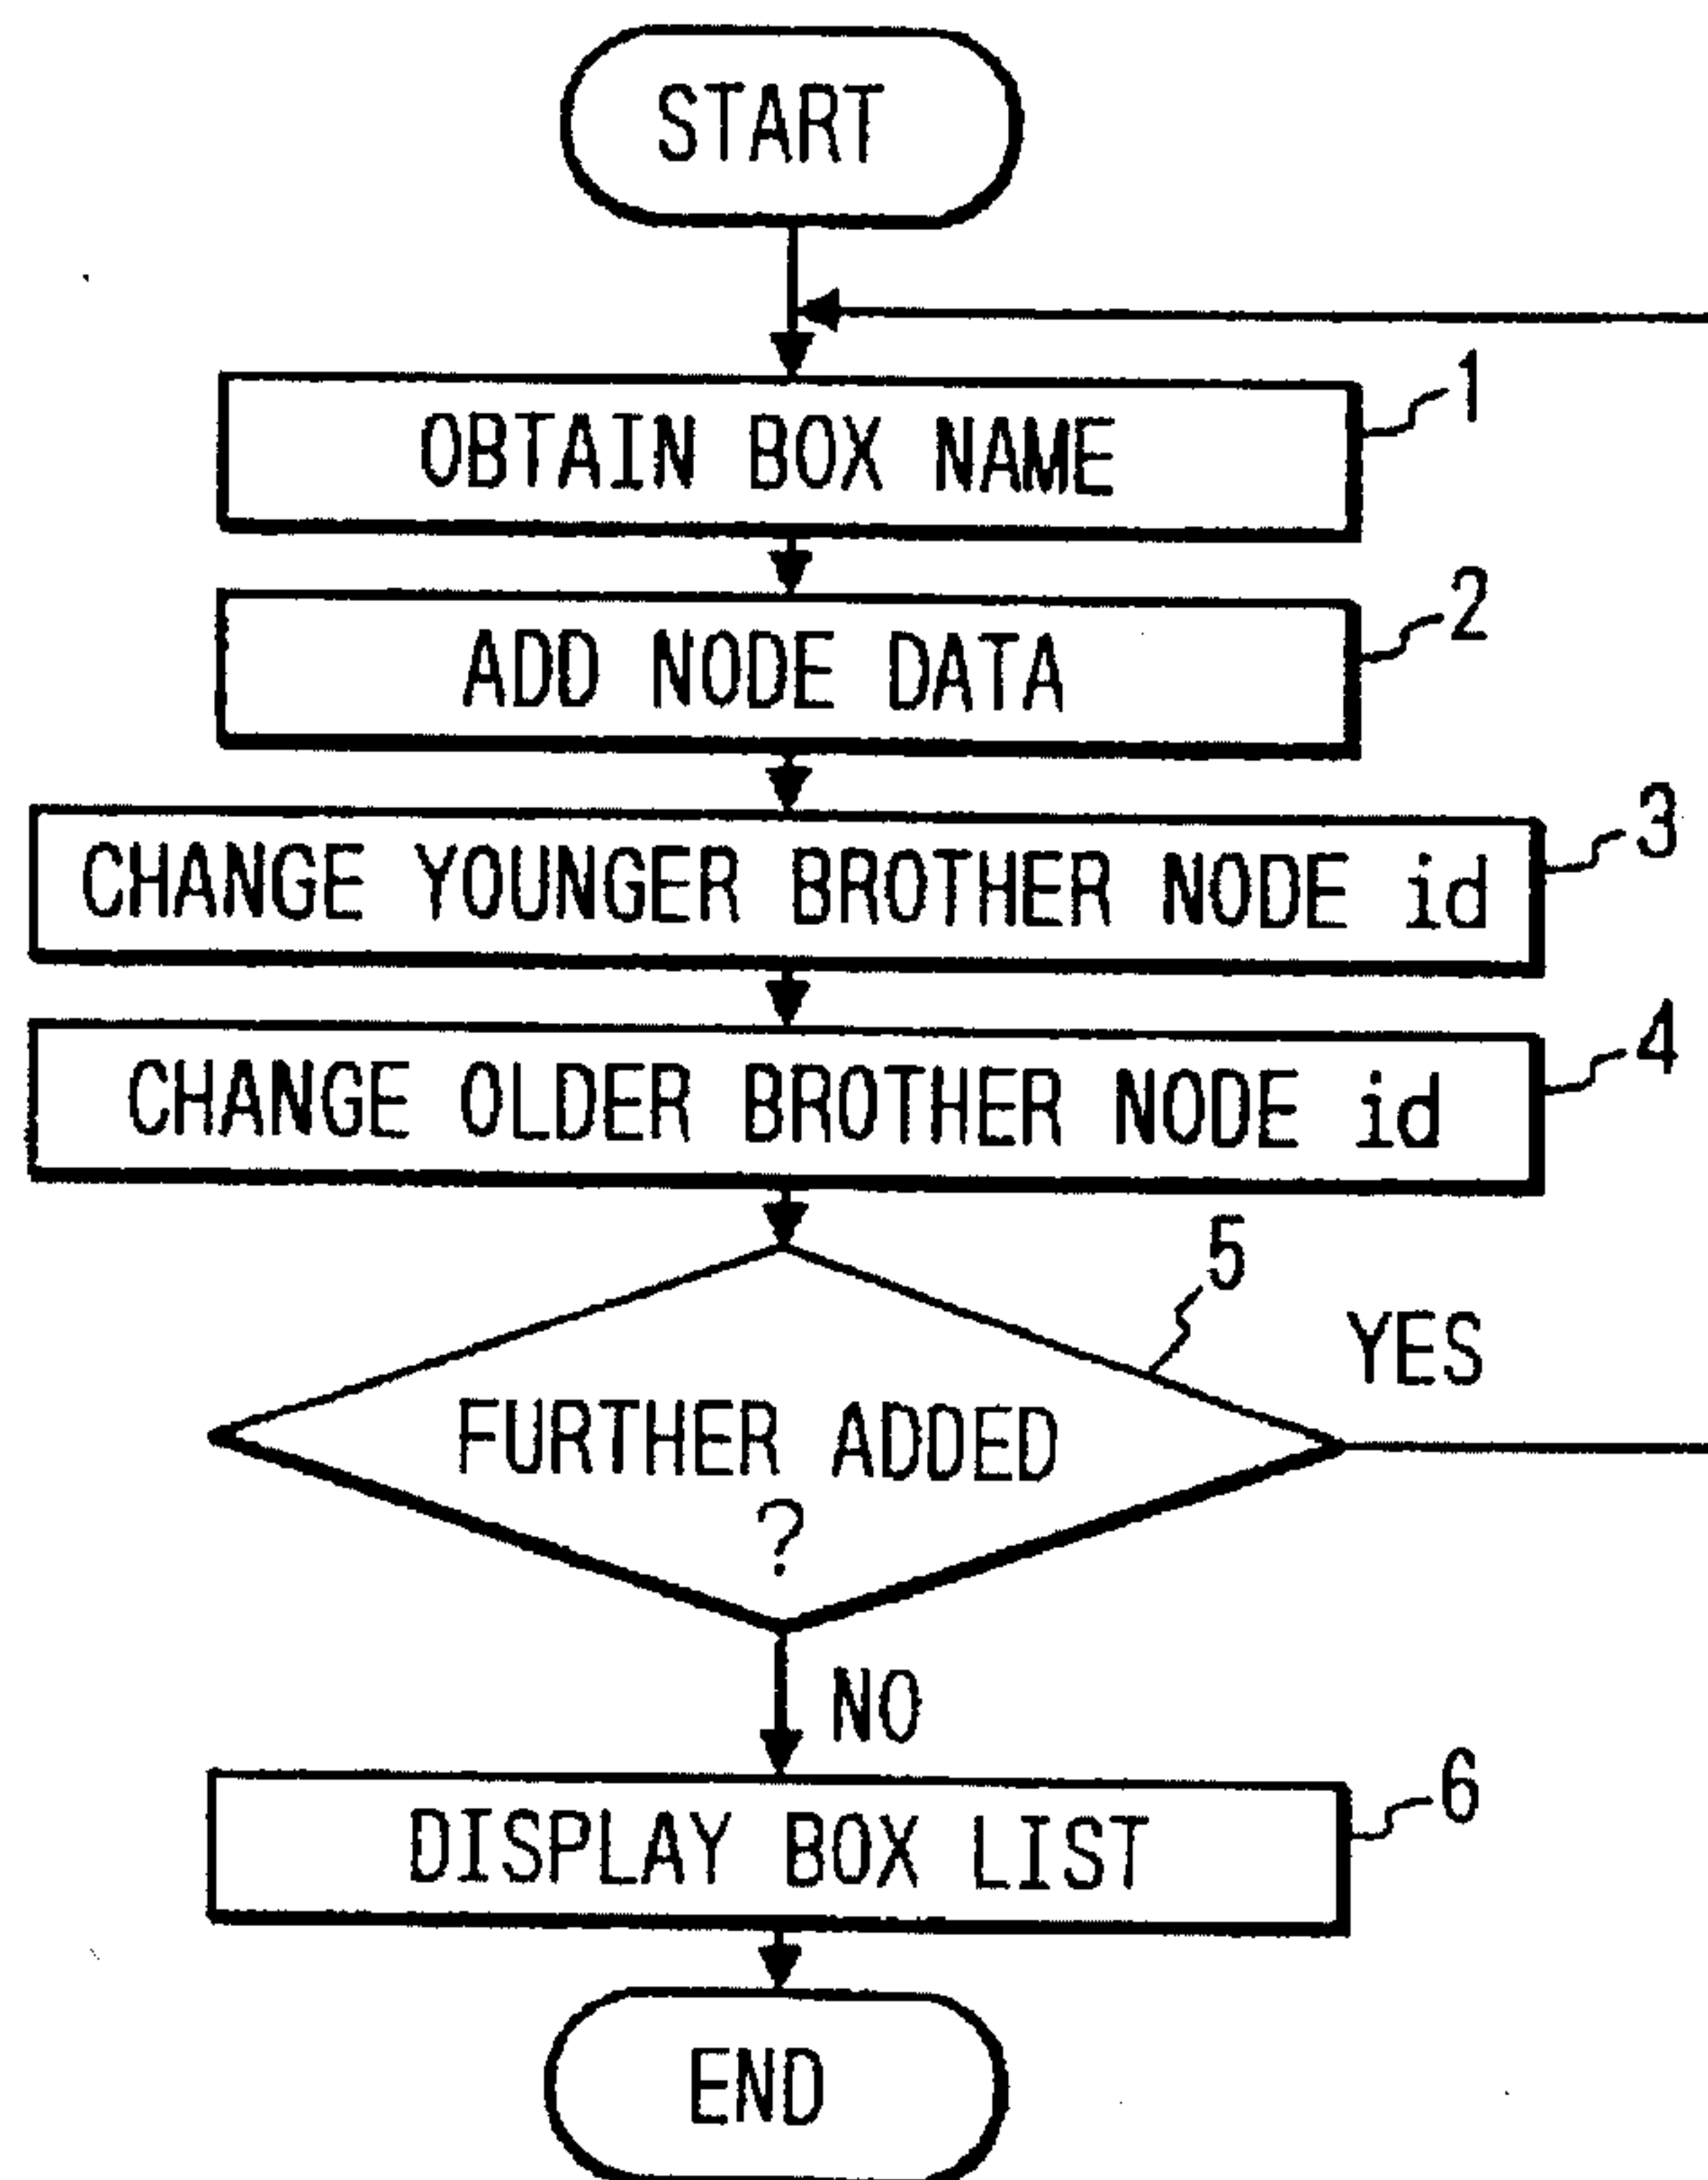 START
1
OBTAIN BOX NAME
2
ADD NODE DATA
3
CHANGE YOUNGER BROTHER NODE id
4
CHANGE OLDER BROTHER NODE id
5
YES
FURTHER ADDED
?
NO
6
DISPLAY BOX LIST
END